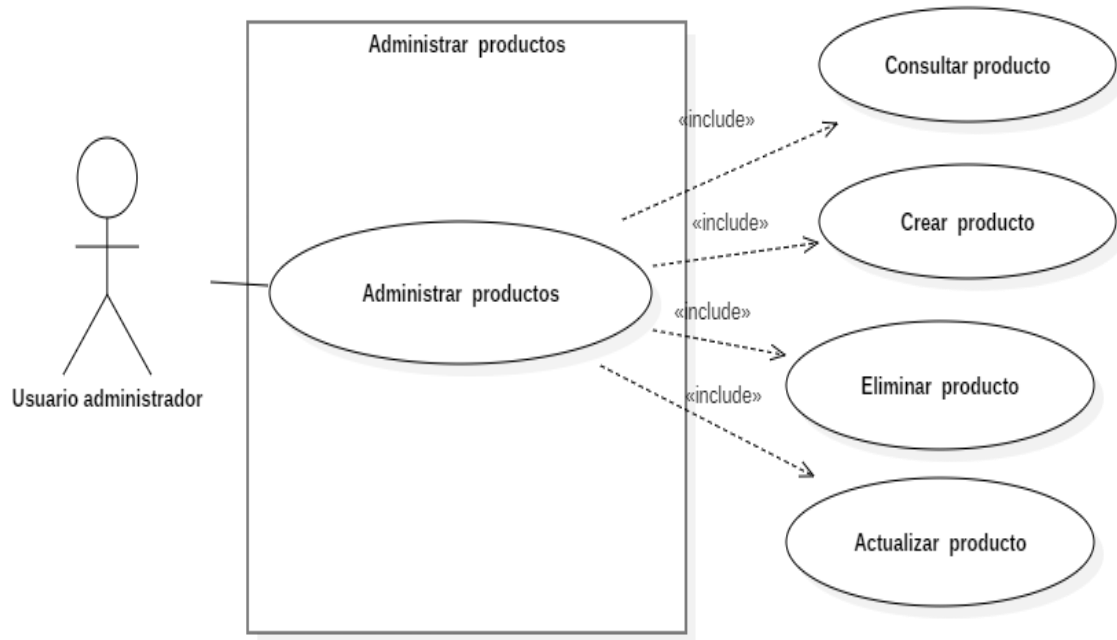 Administrar productos
Consultar producto
«include»
«include»
Crear producto
Administrar productos
«include»
Usuario administrador
«include»
Eliminar producto
Actualizar producto